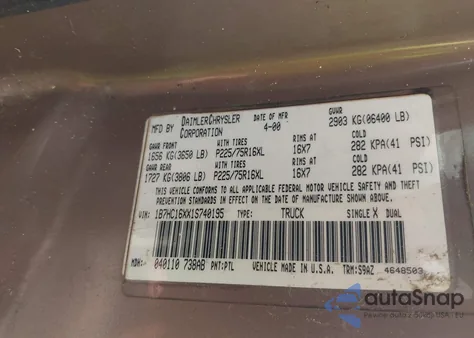 MFD BY DAIMLERCHRYSLER CORPORATION DATE OF MFR 4-00 GVWR 2903 KG(06400 LB)
GAWR FRONT WITH TIRES RIMS AT COLD
1656 KG(3650 LB) P225/75R16XL 16X7 282 KPA(41 PSI)
GAWR REAR WITH TIRES RIMS AT COLD
1727 KG(3806 LB) P225/75R16XL 16X7 282 KPA(41 PSI)
THIS VEHICLE CONFORMS TO ALL APPLICABLE FEDERAL MOTOR VEHICLE SAFETY AND
BUMPER STANDARDS IN EFFECT ON THE DATE OF MANUFACTURE SHOWN ABOVE.
VIN: 1B7HC16XX1S740195 TYPE: TRUCK SINGLE X DUAL
MDH: 040110 738AB PNT:PTL VEHICLE MADE IN U.S.A. TRM:S9AZ 4648503
autoSnap